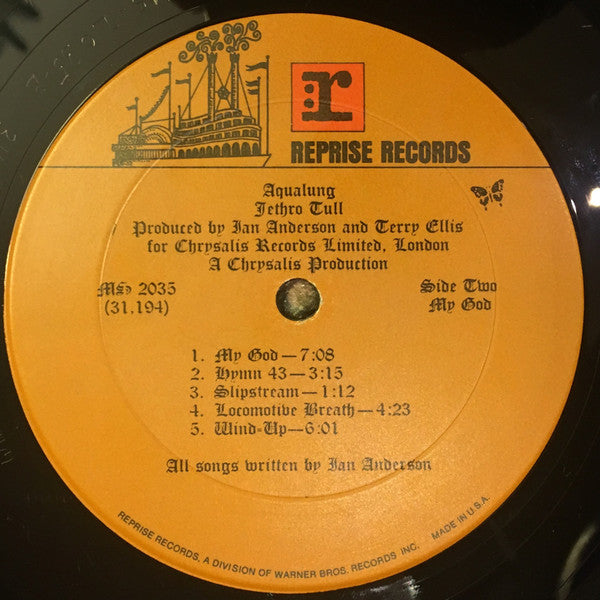 r
REPRISE RECORDS
Aqualung
Jethro Tull
Produced by Ian Anderson and Terry Ellis
for Chrysalis Records Limited, London
A Chrysalis Production
MS 2035
(31,194)
Side Two
My God
1. My God—7:08
2. Hymn 43—3:15
3. Slipstream—1:12
4. Locomotive Breath—4:23
5. Wind-Up—6:01
All songs written by Ian Anderson
REPRISE RECORDS, A DIVISION OF WARNER BROS. RECORDS INC. MADE IN U.S.A.